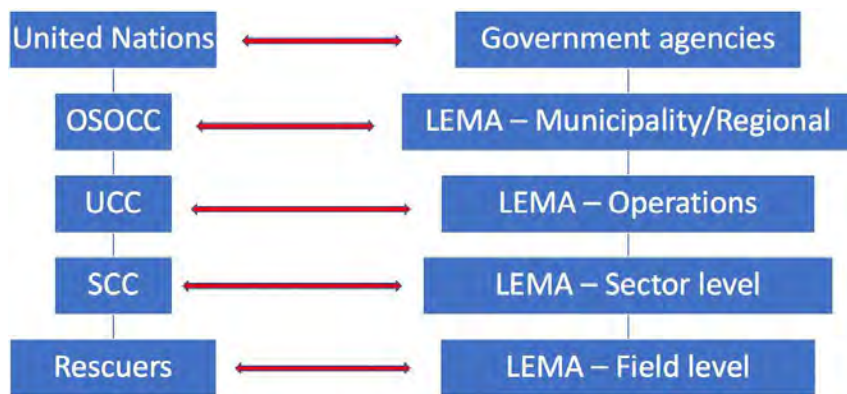 United Nations
Government agencies
OSOCC
LEMA – Municipality/Regional
UCC
LEMA – Operations
SCC
LEMA – Sector level
Rescuers
LEMA – Field level